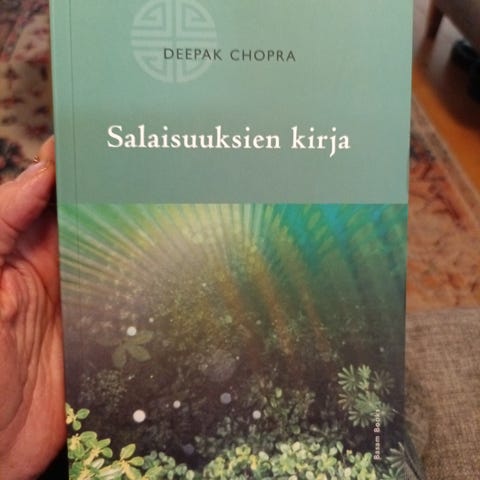 DEEPAK CHOPRA
Salaisuuksien kirja
Basam Books